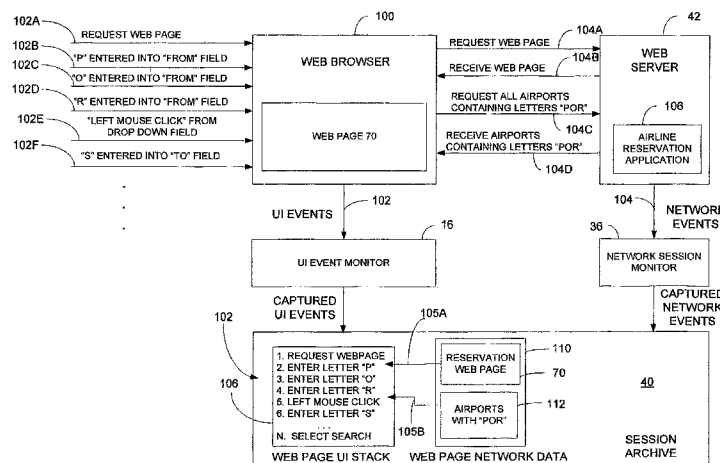 102A
REQUEST WEB PAGE
102B
"P" ENTERED INTO "FROM" FIELD
102C
"O" ENTERED INTO "FROM" FIELD
102D
"R" ENTERED INTO "FROM" FIELD
102E
"LEFT MOUSE CLICK" FROM
DROP DOWN FIELD
102F
"S" ENTERED INTO "TO" FIELD
.
.
.
100
WEB BROWSER
WEB PAGE 70
REQUEST WEB PAGE
104A
RECEIVE WEB PAGE
104B
REQUEST ALL AIRPORTS
CONTAINING LETTERS "POR"
104C
RECEIVE AIRPORTS
CONTAINING LETTERS "POR"
104D
42
WEB
SERVER
106
AIRLINE
RESERVATION
APPLICATION
UI EVENTS
102
104
NETWORK
EVENTS
16
UI EVENT MONITOR
36
NETWORK SESSION
MONITOR
CAPTURED
UI EVENTS
CAPTURED
NETWORK
EVENTS
102
106
1. REQUEST WEBPAGE
2. ENTER LETTER "P"
3. ENTER LETTER "O"
4. ENTER LETTER "R"
5. LEFT MOUSE CLICK
6. ENTER LETTER "S"
. . .
N. SELECT SEARCH
WEB PAGE UI STACK
105A
105B
RESERVATION
WEB PAGE
110
70
AIRPORTS
WITH "POR"
112
WEB PAGE NETWORK DATA
40
SESSION
ARCHIVE